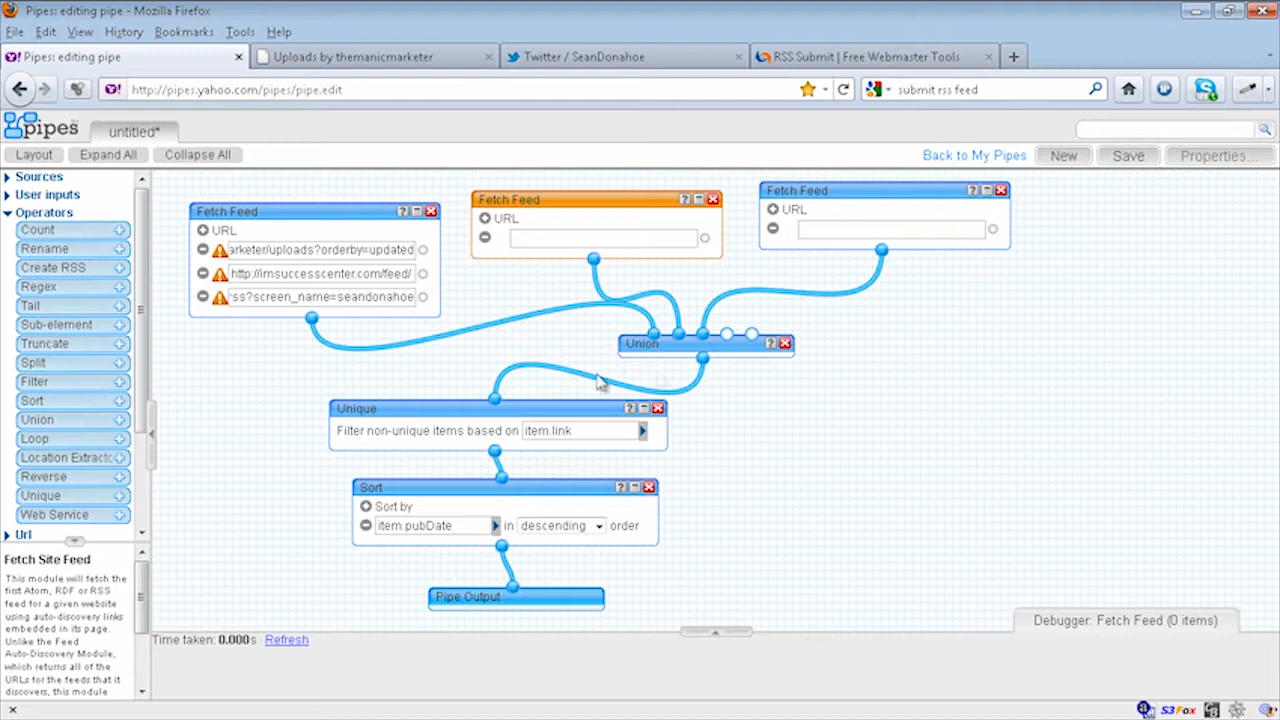 Pipes: editing pipe - Mozilla Firefox
File Edit View History Bookmarks Tools Help
Y! Pipes: editing pipe
Uploads by themanicmarketer
Twitter / SeanDonahoe
RSS Submit | Free Webmaster Tools
http://pipes.yahoo.com/pipes/pipe.edit
submit rss feed
pipes
untitled*
Layout Expand All Collapse All
Back to My Pipes New Save Properties...
Sources
User inputs
Operators
Count
Rename
Create RSS
Regex
Tail
Sub-element
Truncate
Split
Filter
Sort
Union
Loop
Location Extracto
Reverse
Unique
Web Service
Url
Fetch Site Feed
This module will fetch the
first Atom, RDF or RSS
feed for a given website
using auto-discovery links
embedded in its page.
Unlike the Feed
Auto-Discovery Module,
which returns all of the
URLs for the feeds that it
discovers, this module
Fetch Feed
URL
arketer/uploads?orderby=updated
http://imsuccesscenter.com/feed/
rss?screen_name=seandonahoe
Fetch Feed
URL
Fetch Feed
URL
Union
Unique
Filter non-unique items based on item.link
Sort
Sort by
item.pubDate in descending order
Pipe Output
Debugger: Fetch Feed (0 items)
Time taken: 0.000s Refresh
S3Fox